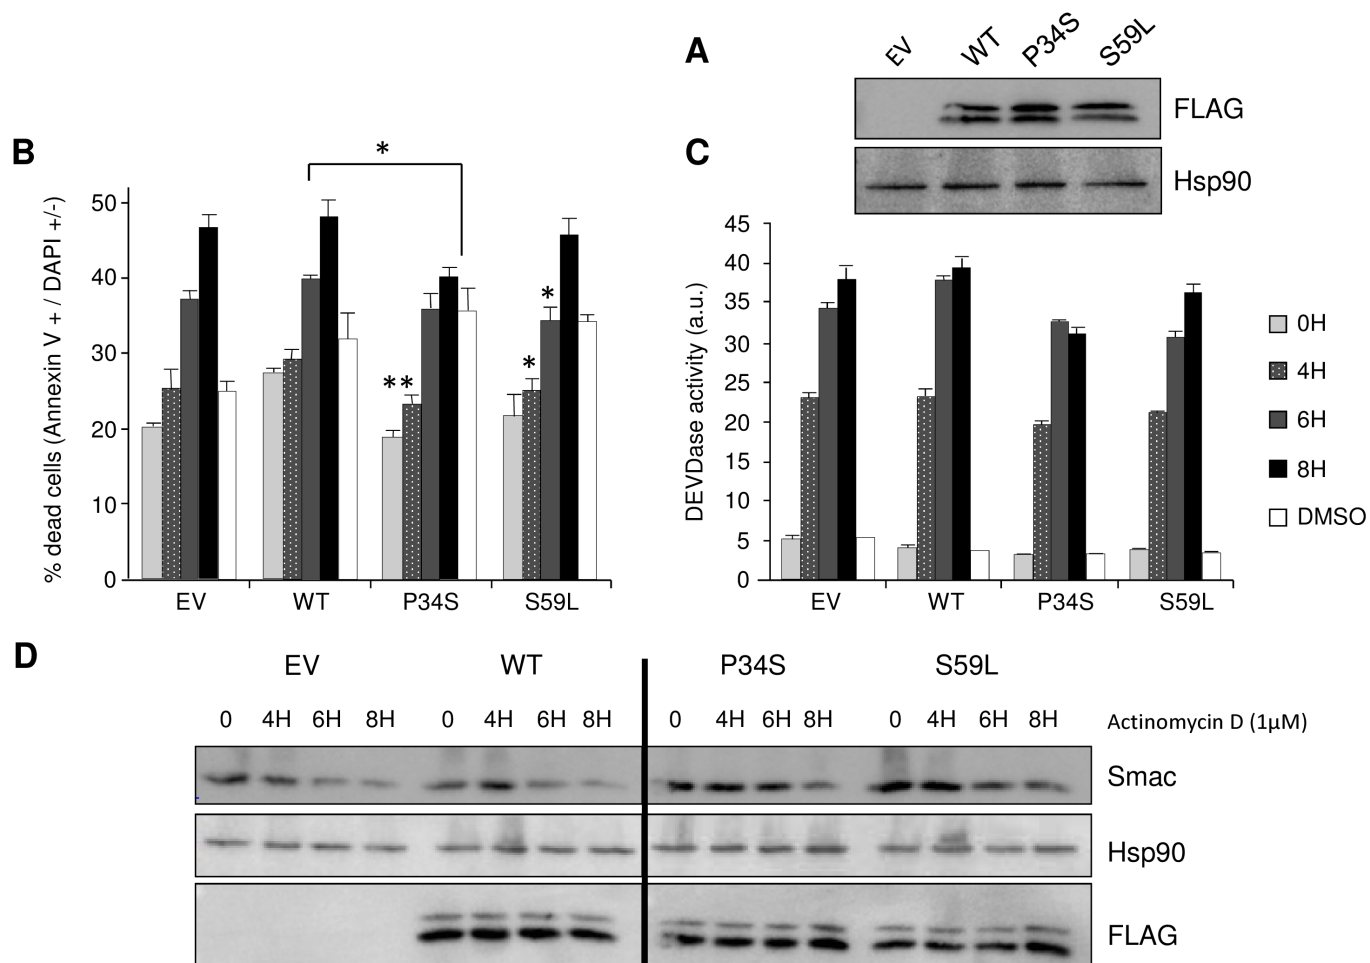 A
EV WT P34S S59L
FLAG
Hsp90
B
*
% dead cells (Annexin V + / DAPI +/-)
50
40
30
20
10
0
**
*
*
EV WT P34S S59L
C
DEVDase activity (a.u.)
45
40
35
30
25
20
15
10
5
0
EV WT P34S S59L
0H
4H
6H
8H
DMSO
D
EV WT P34S S59L
0 4H 6H 8H 0 4H 6H 8H 0 4H 6H 8H 0 4H 6H 8H Actinomycin D (1µM)
Smac
Hsp90
FLAG